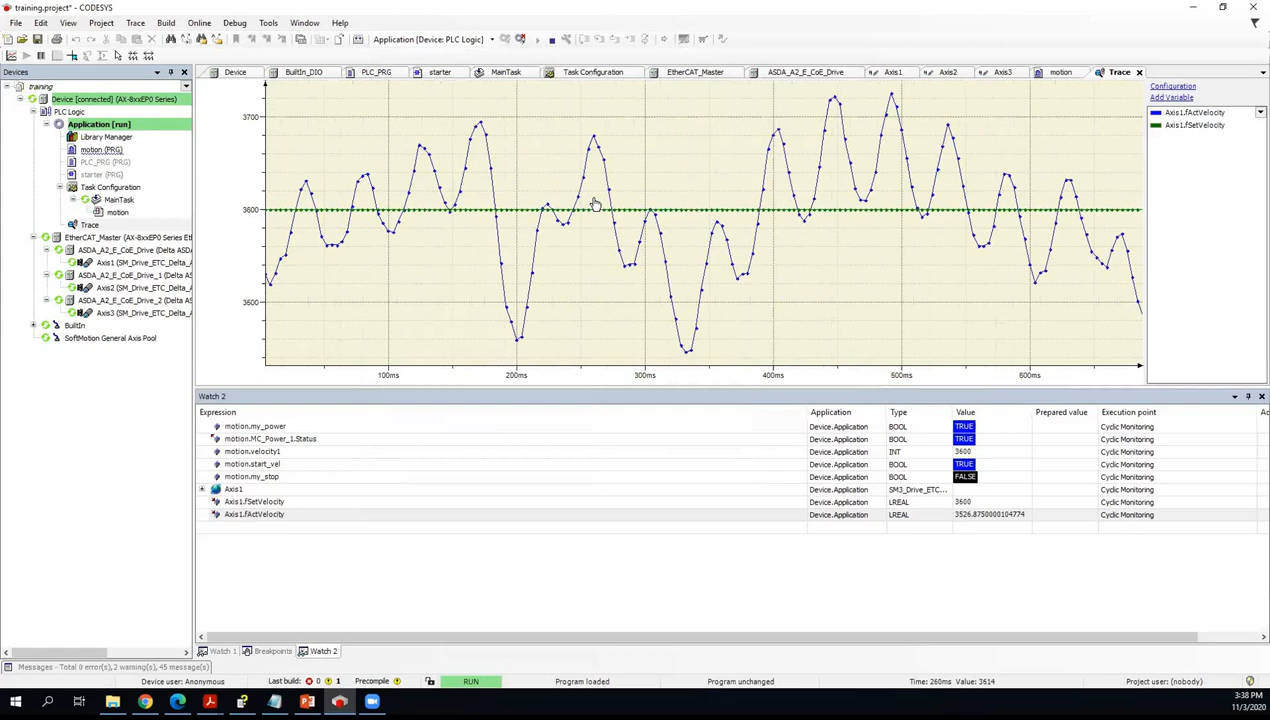 training.project* - CODESYS
File Edit View Project Trace Build Online Debug Tools Window Help
Application [Device: PLC Logic]
Devices
training
Device [connected] (AX-8xxEP0 Series)
PLC Logic
Application [run]
Library Manager
motion (PRG)
PLC_PRG (PRG)
starter (PRG)
Task Configuration
MainTask
motion
Trace
EtherCAT_Master (AX-8xxEP0 Series Et
ASDA_A2_E_CoE_Drive (Delta AS
Axis1 (SM_Drive_ETC_Delta_A
ASDA_A2_E_CoE_Drive_1 (Delta AS
Axis2 (SM_Drive_ETC_Delta_A
ASDA_A2_E_CoE_Drive_2 (Delta AS
Axis3 (SM_Drive_ETC_Delta_A
BuiltIn
SoftMotion General Axis Pool
Device BuiltIn_DIO PLC_PRG starter MainTask Task Configuration EtherCAT_Master ASDA_A2_E_CoE_Drive Axis1 Axis2 Axis3 motion Trace
3700
3600
3600
100ms 200ms 300ms 400ms 500ms 600ms
Configuration
Add Variable
Axis1.fActVelocity
Axis1.fSetVelocity
Watch 2
Expression Application Type Value Prepared value Execution point Ac
motion.my_power Device.Application BOOL TRUE Cyclic Monitoring
motion.MC_Power_1.Status Device.Application BOOL TRUE Cyclic Monitoring
motion.velocity1 Device.Application INT 3600 Cyclic Monitoring
motion.start_vel Device.Application BOOL TRUE Cyclic Monitoring
motion.my_stop Device.Application BOOL FALSE Cyclic Monitoring
Axis1 Device.Application SM3_Drive_ETC... Cyclic Monitoring
Axis1.fSetVelocity Device.Application LREAL 3600 Cyclic Monitoring
Axis1.fActVelocity Device.Application LREAL 3526.8750000104774 Cyclic Monitoring
Watch 1 Breakpoints Watch 2
Messages - Total 0 error(s), 2 warning(s), 45 message(s)
Device user: Anonymous Last build: 0 1 Precompile RUN Program loaded Program unchanged Time: 260ms Value: 3614 Project user: (nobody)
3:38 PM
11/3/2020